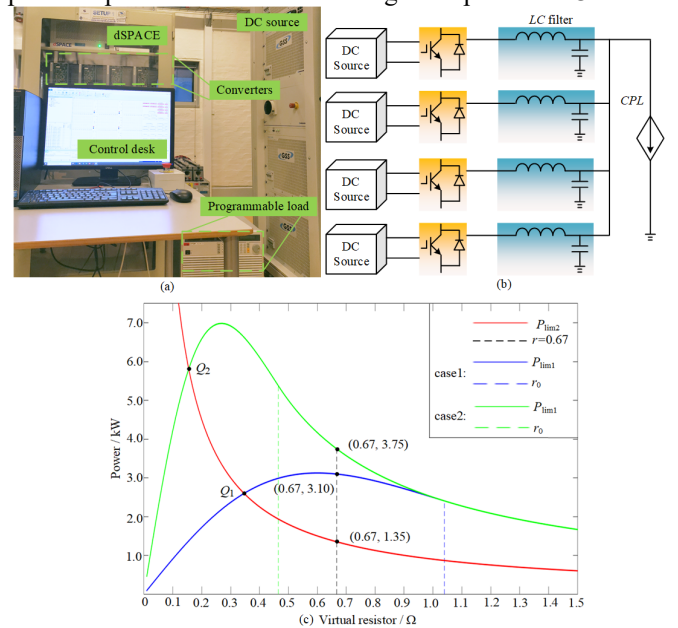 DC source
dSPACE
Converters
Control desk
Programmable load
(a)
LC filter
DC
Source
DC
Source
DC
Source
DC
Source
CPL
(b)
7.0
6.0
5.0
4.0
3.0
2.0
1.0
Power / kW
Q2
Q1
(0.67, 3.75)
(0.67, 3.10)
(0.67, 1.35)
Plim2
r=0.67
case1:
Plim1
r0
case2:
Plim1
r0
0 0.1 0.2 0.3 0.4 0.5 0.6 0.7 0.8 0.9 1.0 1.1 1.2 1.3 1.4 1.5
(c) Virtual resistor / Ω